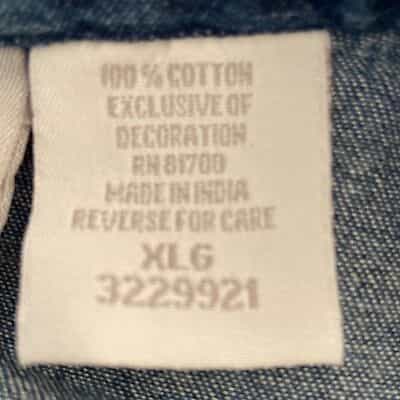 100% COTTON
EXCLUSIVE OF
DECORATION
RN 81700
MADE IN INDIA
REVERSE FOR CARE
XLG
3229921